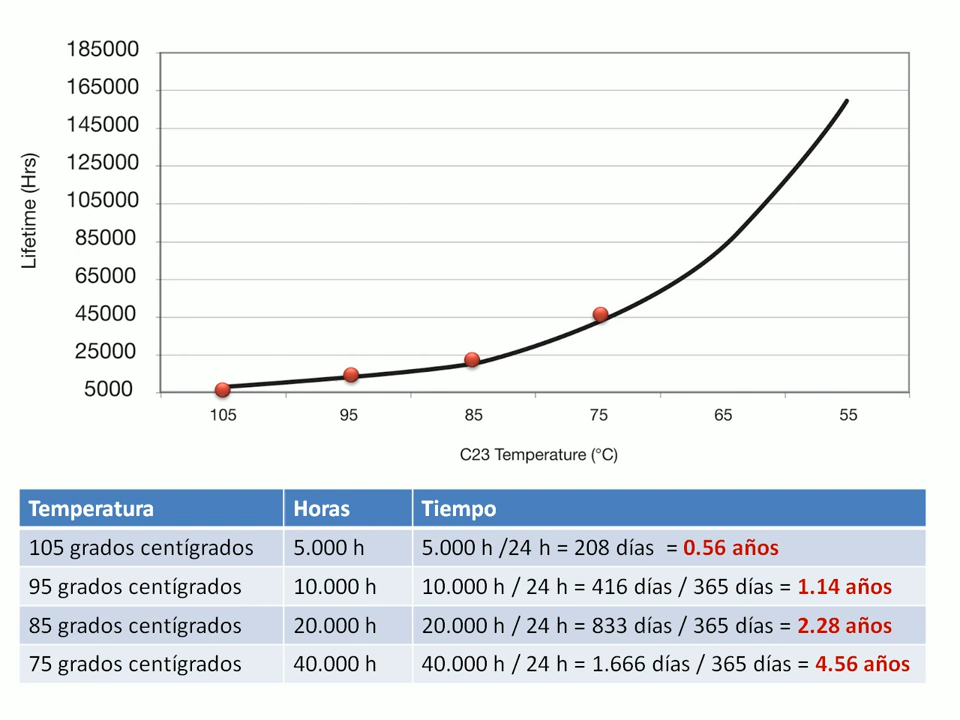 185000
165000
145000
125000
105000
85000
65000
45000
25000
5000
Lifetime (Hrs)
105 95 85 75 65 55
C23 Temperature (°C)
Temperatura Horas Tiempo
105 grados centígrados 5.000 h 5.000 h /24 h = 208 días = 0.56 años
95 grados centígrados 10.000 h 10.000 h / 24 h = 416 días / 365 días = 1.14 años
85 grados centígrados 20.000 h 20.000 h / 24 h = 833 días / 365 días = 2.28 años
75 grados centígrados 40.000 h 40.000 h / 24 h = 1.666 días / 365 días = 4.56 años